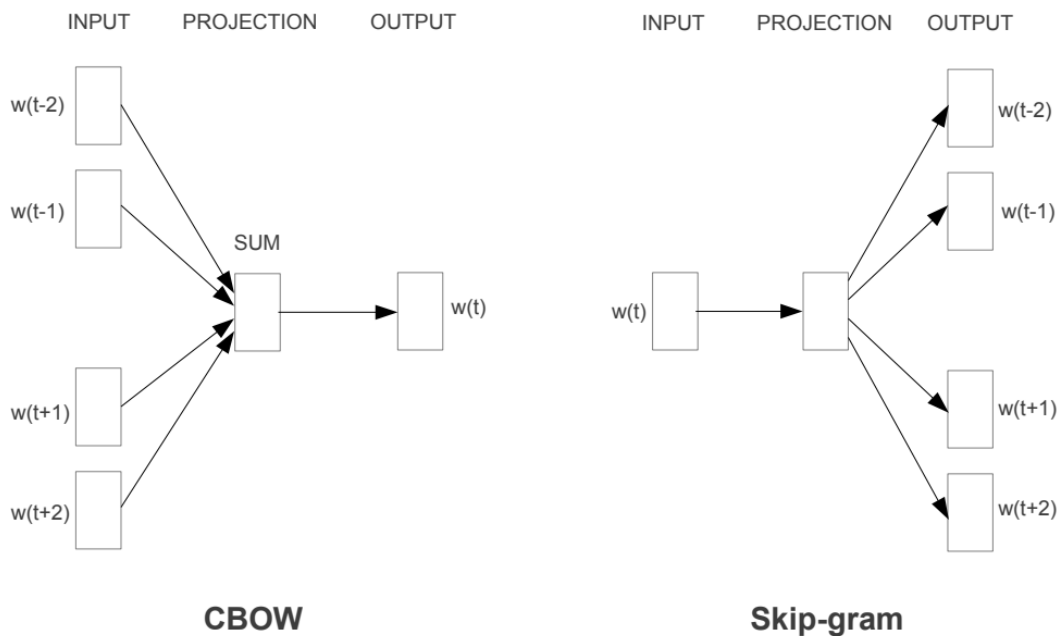 INPUT PROJECTION OUTPUT
w(t-2)
w(t-1)
SUM
w(t)
w(t+1)
w(t+2)
CBOW
INPUT PROJECTION OUTPUT
w(t-2)
w(t-1)
w(t)
w(t+1)
w(t+2)
Skip-gram